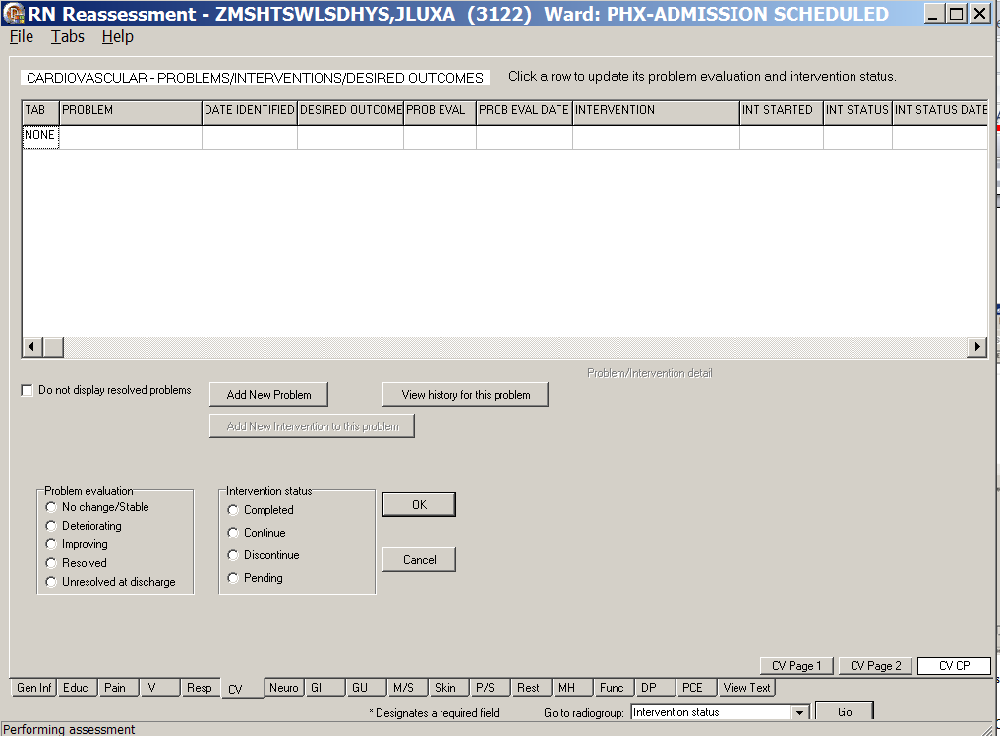 RN Reassessment - ZMSHTSWLSDHYS,JLUXA (3122) Ward: PHX-ADMISSION SCHEDULED
File Tabs Help
CARDIOVASCULAR - PROBLEMS/INTERVENTIONS/DESIRED OUTCOMES Click a row to update its problem evaluation and intervention status.
TAB PROBLEM DATE IDENTIFIED DESIRED OUTCOME PROB EVAL PROB EVAL DATE INTERVENTION INT STARTED INT STATUS INT STATUS DATE
NONE
Problem/Intervention detail
Do not display resolved problems Add New Problem View history for this problem
Add New Intervention to this problem
Problem evaluation
No change/Stable
Deteriorating
Improving
Resolved
Unresolved at discharge
Intervention status
Completed
Continue
Discontinue
Pending
OK
Cancel
CV Page 1 CV Page 2 CV CP
Gen Inf Educ Pain IV Resp CV Neuro GI GU M/S Skin P/S Rest MH Func DP PCE View Text
* Designates a required field Go to radiogroup: Intervention status Go
Performing assessment